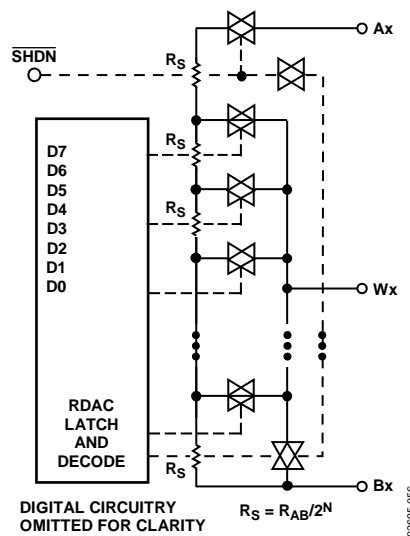 Ax
SHDN
RS
D7
D6
D5
D4
D3
D2
D1
D0
RS
RS
Wx
RDAC
LATCH
AND
DECODE
RS
Bx
DIGITAL CIRCUITRY
OMITTED FOR CLARITY
RS = RAB/2N